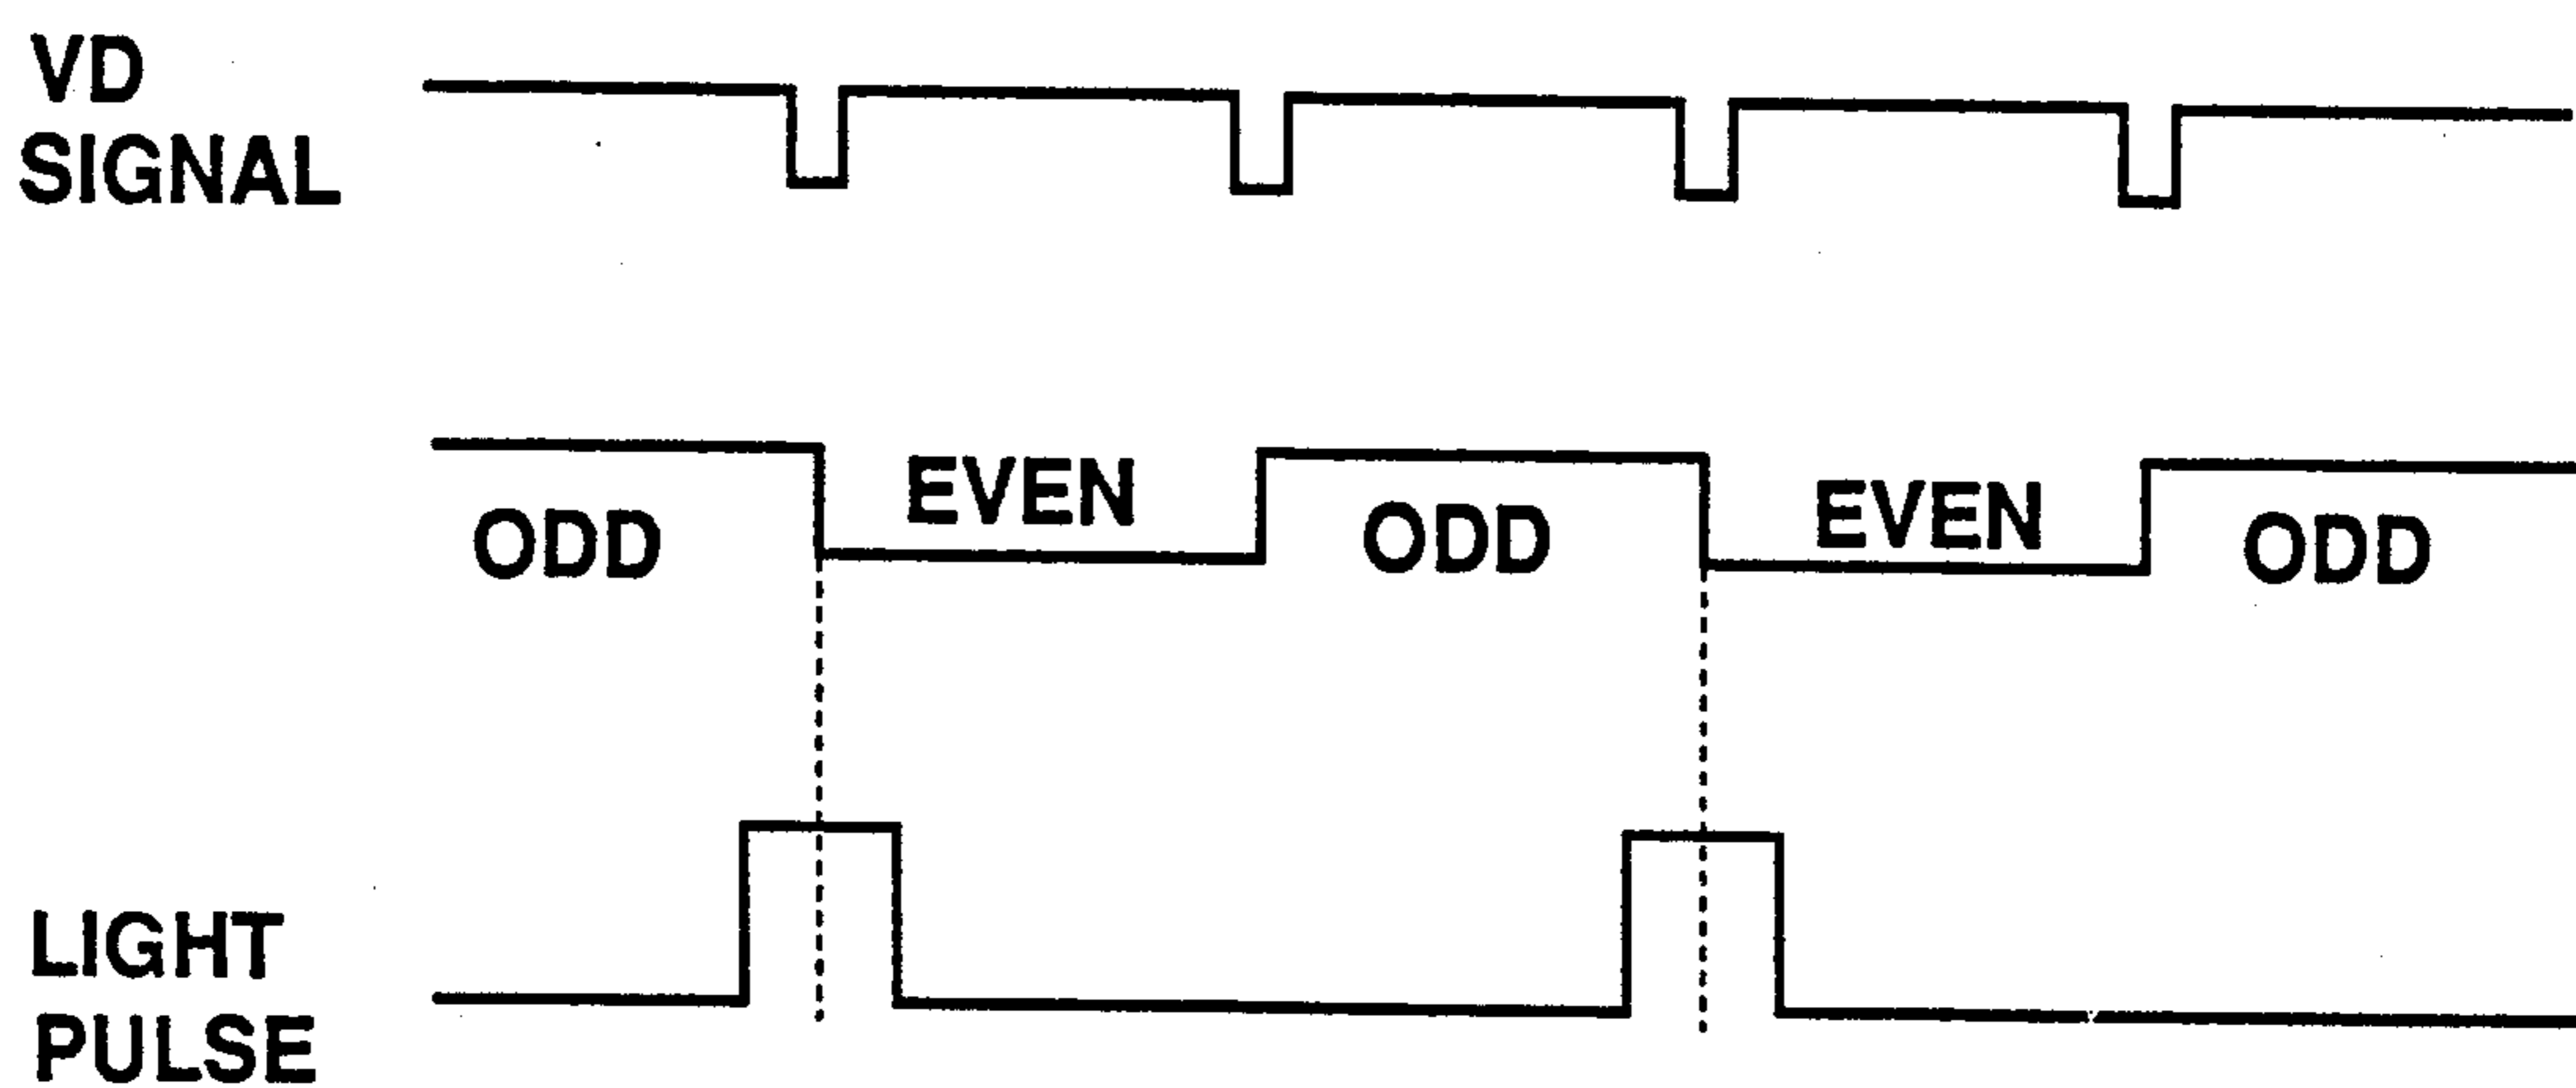 VD
SIGNAL
EVEN
ODD
ODD
EVEN
ODD
LIGHT
PULSE